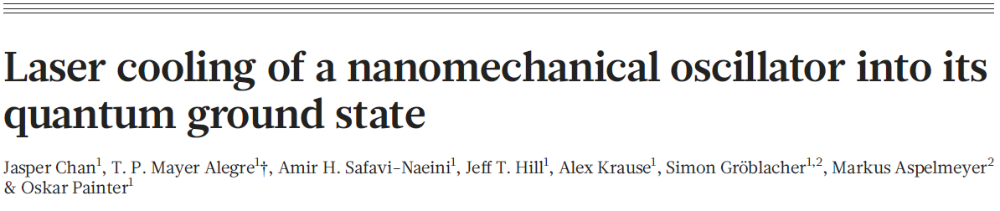 Laser cooling of a nanomechanical oscillator into its
quantum ground state
Jasper Chan¹, T. P. Mayer Alegre¹†, Amir H. Safavi-Naeini¹, Jeff T. Hill¹, Alex Krause¹, Simon Gröblacher¹,², Markus Aspelmeyer²
& Oskar Painter¹